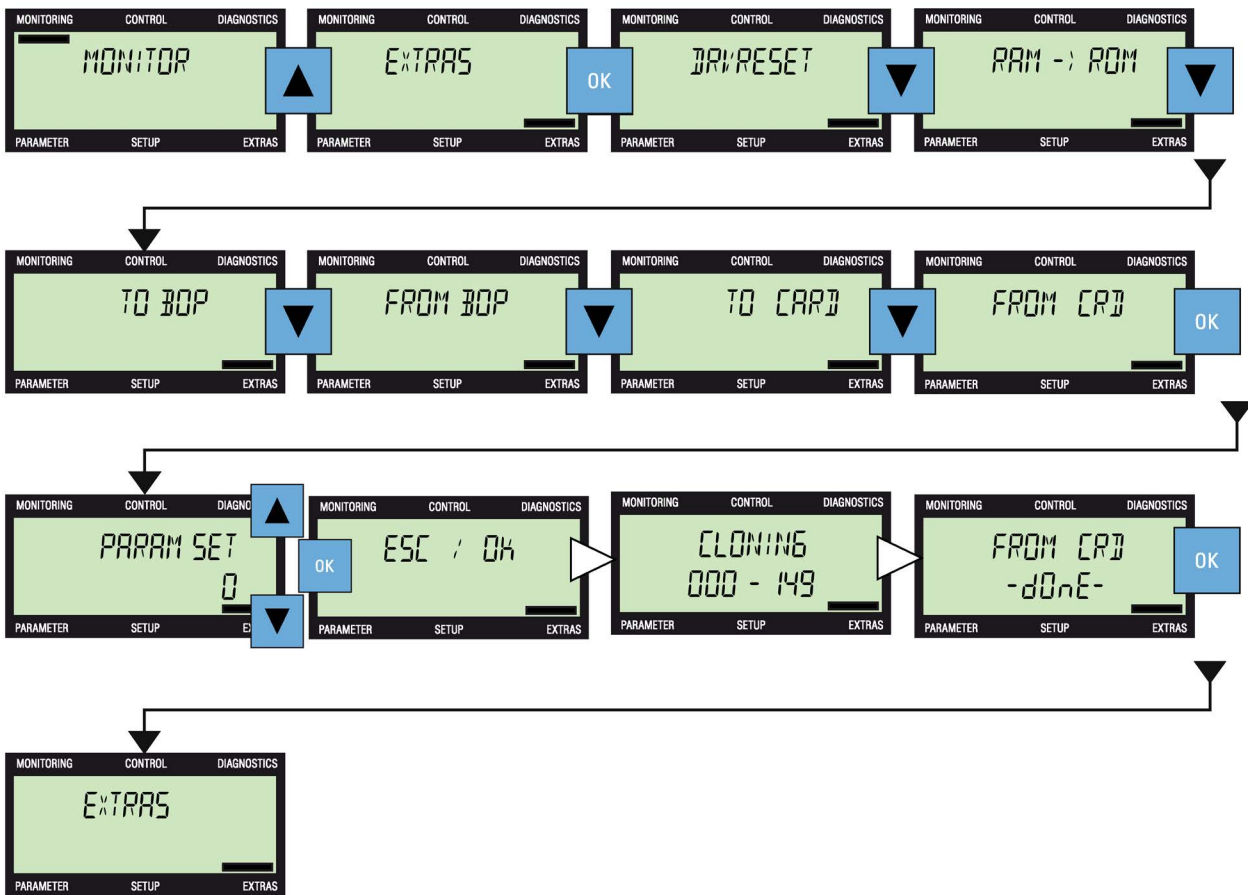 MONITORING CONTROL DIAGNOSTICS
MONITOR
PARAMETER SETUP EXTRAS
MONITORING CONTROL DIAGNOSTICS
EXTRAS
PARAMETER SETUP EXTRAS
OK
MONITORING CONTROL DIAGNOSTICS
DRVRESET
PARAMETER SETUP EXTRAS
MONITORING CONTROL DIAGNOSTICS
RAM -> ROM
PARAMETER SETUP EXTRAS
MONITORING CONTROL DIAGNOSTICS
TO BOP
PARAMETER SETUP EXTRAS
MONITORING CONTROL DIAGNOSTICS
FROM BOP
PARAMETER SETUP EXTRAS
MONITORING CONTROL DIAGNOSTICS
TO CARD
PARAMETER SETUP EXTRAS
MONITORING CONTROL DIAGNOSTICS
FROM CRD
PARAMETER SETUP EXTRAS
OK
MONITORING CONTROL
PARAM SET
0
PARAMETER SETUP
OK
MONITORING CONTROL DIAGNOSTICS
ESC / OK
PARAMETER SETUP EXTRAS
MONITORING CONTROL DIAGNOSTICS
CLONING
000 - 149
PARAMETER SETUP EXTRAS
MONITORING CONTROL DIAGNOSTICS
FROM CRD
-dOnE-
PARAMETER SETUP EXTRAS
OK
MONITORING CONTROL DIAGNOSTICS
EXTRAS
PARAMETER SETUP EXTRAS